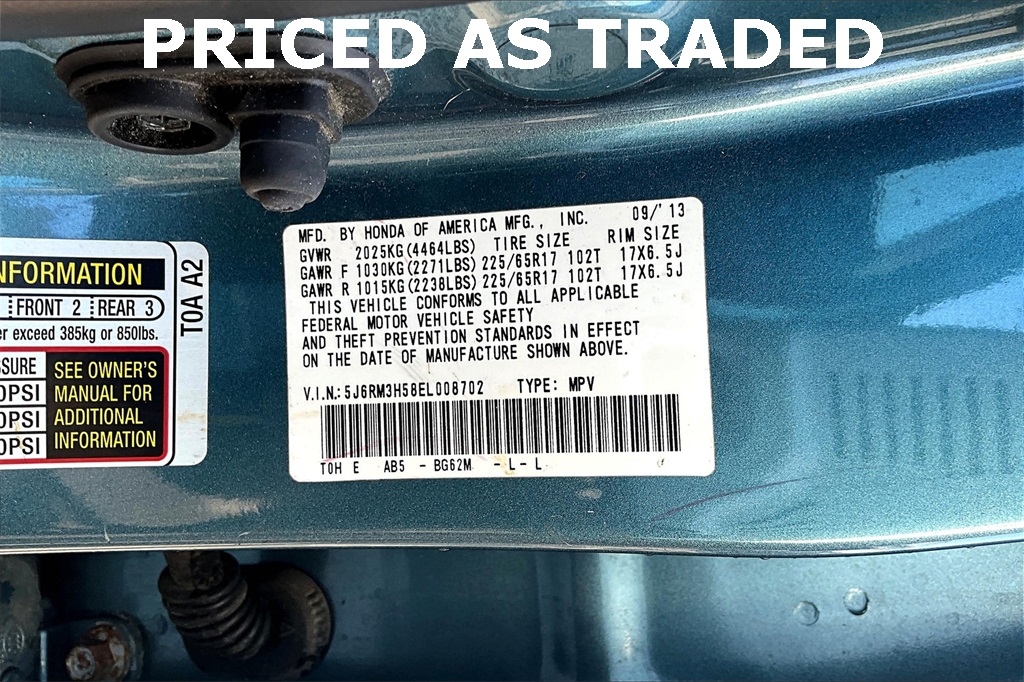 PRICED AS TRADED
MFD. BY HONDA OF AMERICA MFG., INC. 09/'13
GVWR 2025KG(4464LBS) TIRE SIZE RIM SIZE
GAWR F 1030KG(2271LBS) 225/65R17 102T 17X6.5J
GAWR R 1015KG(2238LBS) 225/65R17 102T 17X6.5J
THIS VEHICLE CONFORMS TO ALL APPLICABLE
FEDERAL MOTOR VEHICLE SAFETY
AND THEFT PREVENTION STANDARDS IN EFFECT
ON THE DATE OF MANUFACTURE SHOWN ABOVE.
V.I.N.: 5J6RM3H58EL008702 TYPE: MPV
T0H E AB5 - BG62M - L - L
NFORMATION
FRONT 2 REAR 3
er exceed 385kg or 850lbs.
SSURE
0PSI
0PSI
0PSI
SEE OWNER'S
MANUAL FOR
ADDITIONAL
INFORMATION
T0A A2